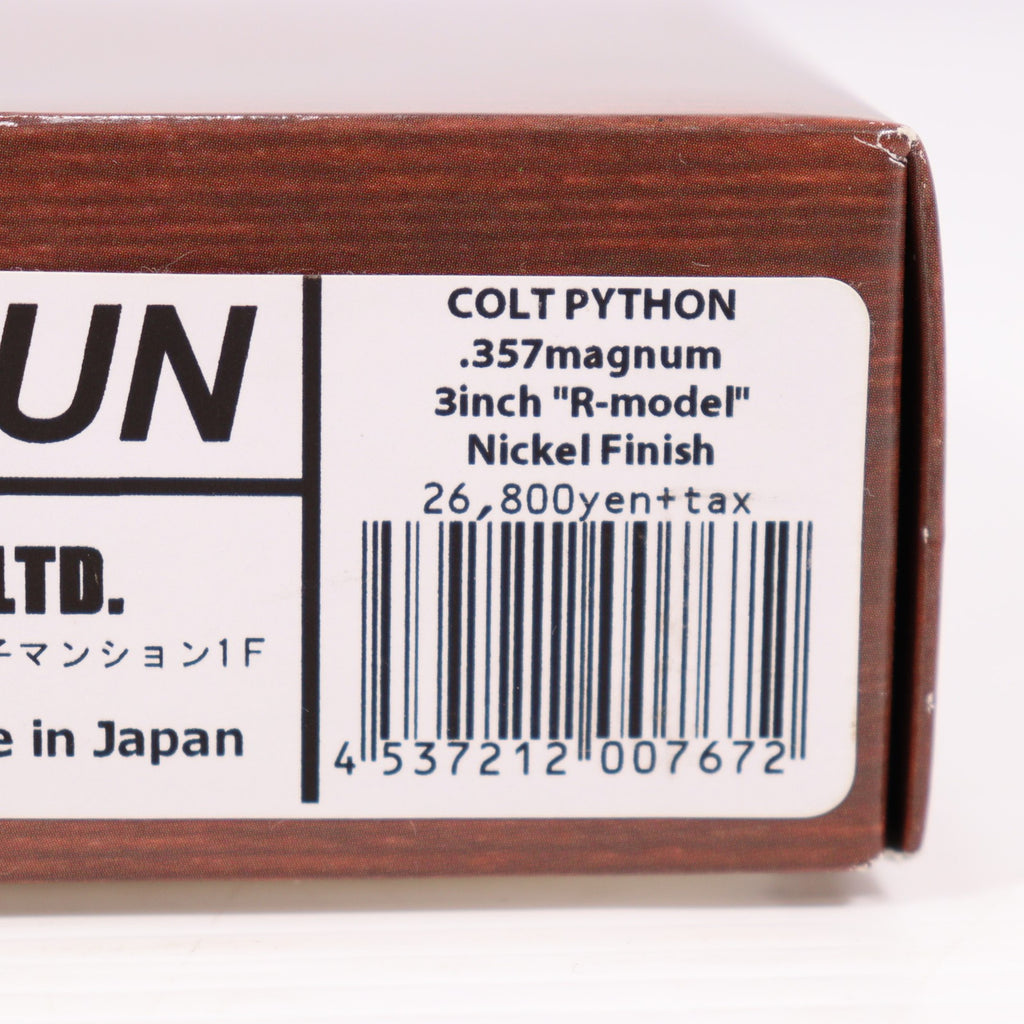 UN
LTD.
マンション1F
in Japan
COLT PYTHON
.357magnum
3inch "R-model"
Nickel Finish
26,800yen+tax
4 537212 007672